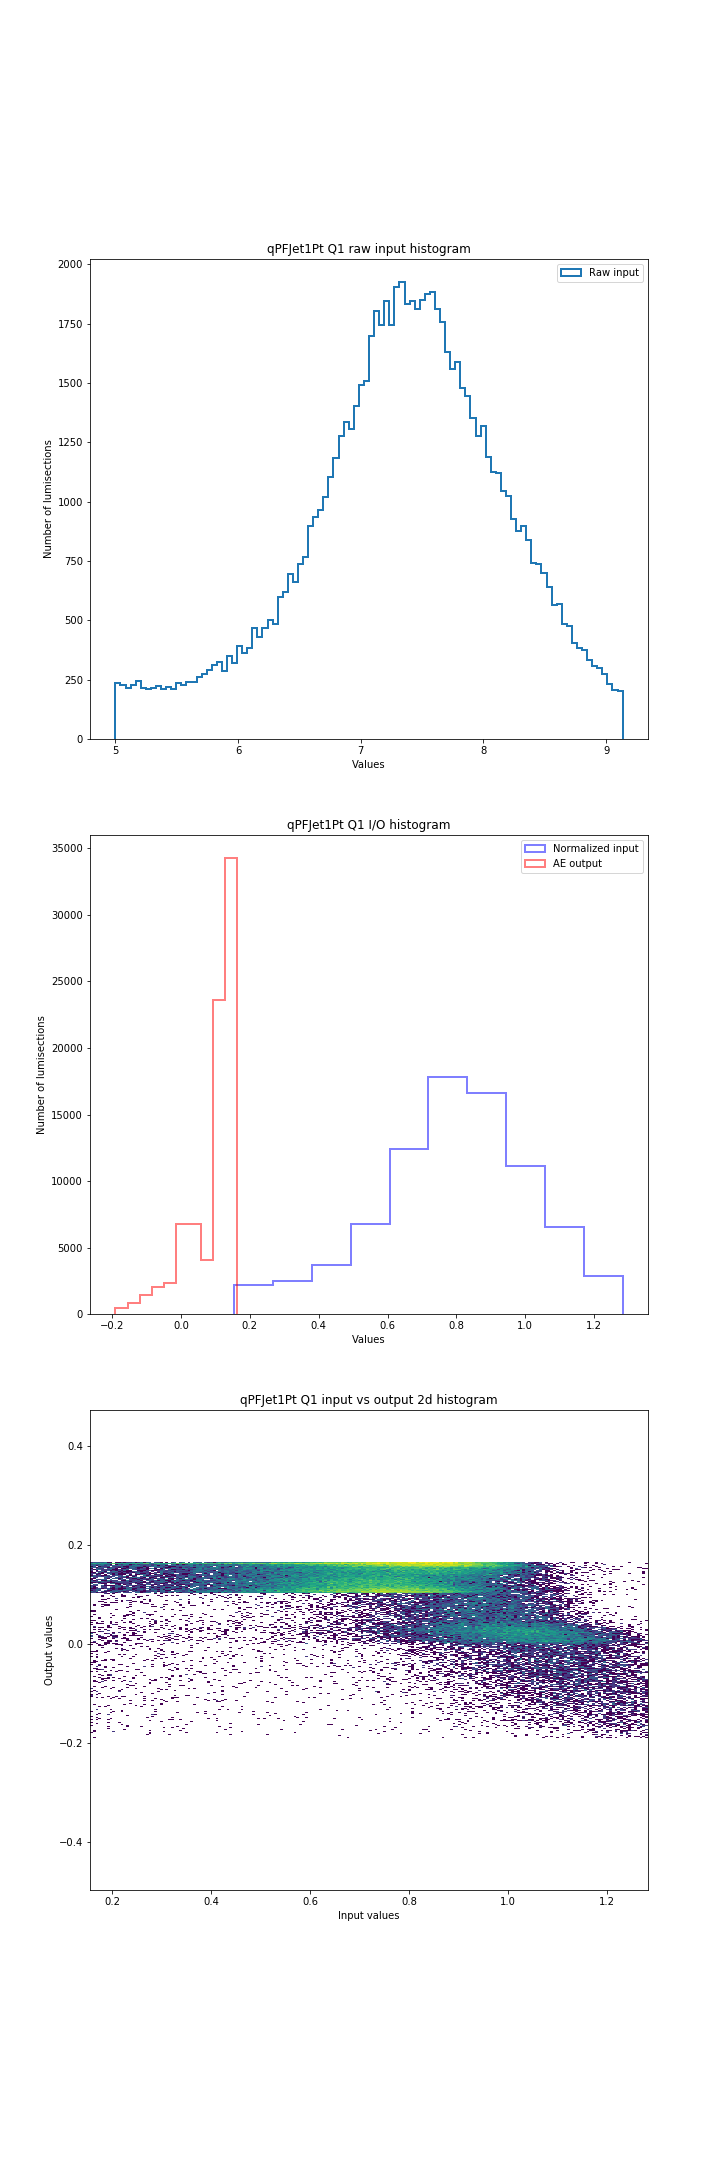 qPFJet1Pt Q1 raw input histogram
2000
1750
1500
1250
1000
750
500
250
0
Number of lumisections
Raw input
5 6 7 8 9
Values
qPFJet1Pt Q1 I/O histogram
35000
30000
25000
20000
15000
10000
5000
0
Number of lumisections
Normalized input
AE output
−0.2 0.0 0.2 0.4 0.6 0.8 1.0 1.2
Values
qPFJet1Pt Q1 input vs output 2d histogram
0.4
0.2
0.0
−0.2
−0.4
Output values
0.2 0.4 0.6 0.8 1.0 1.2
Input values